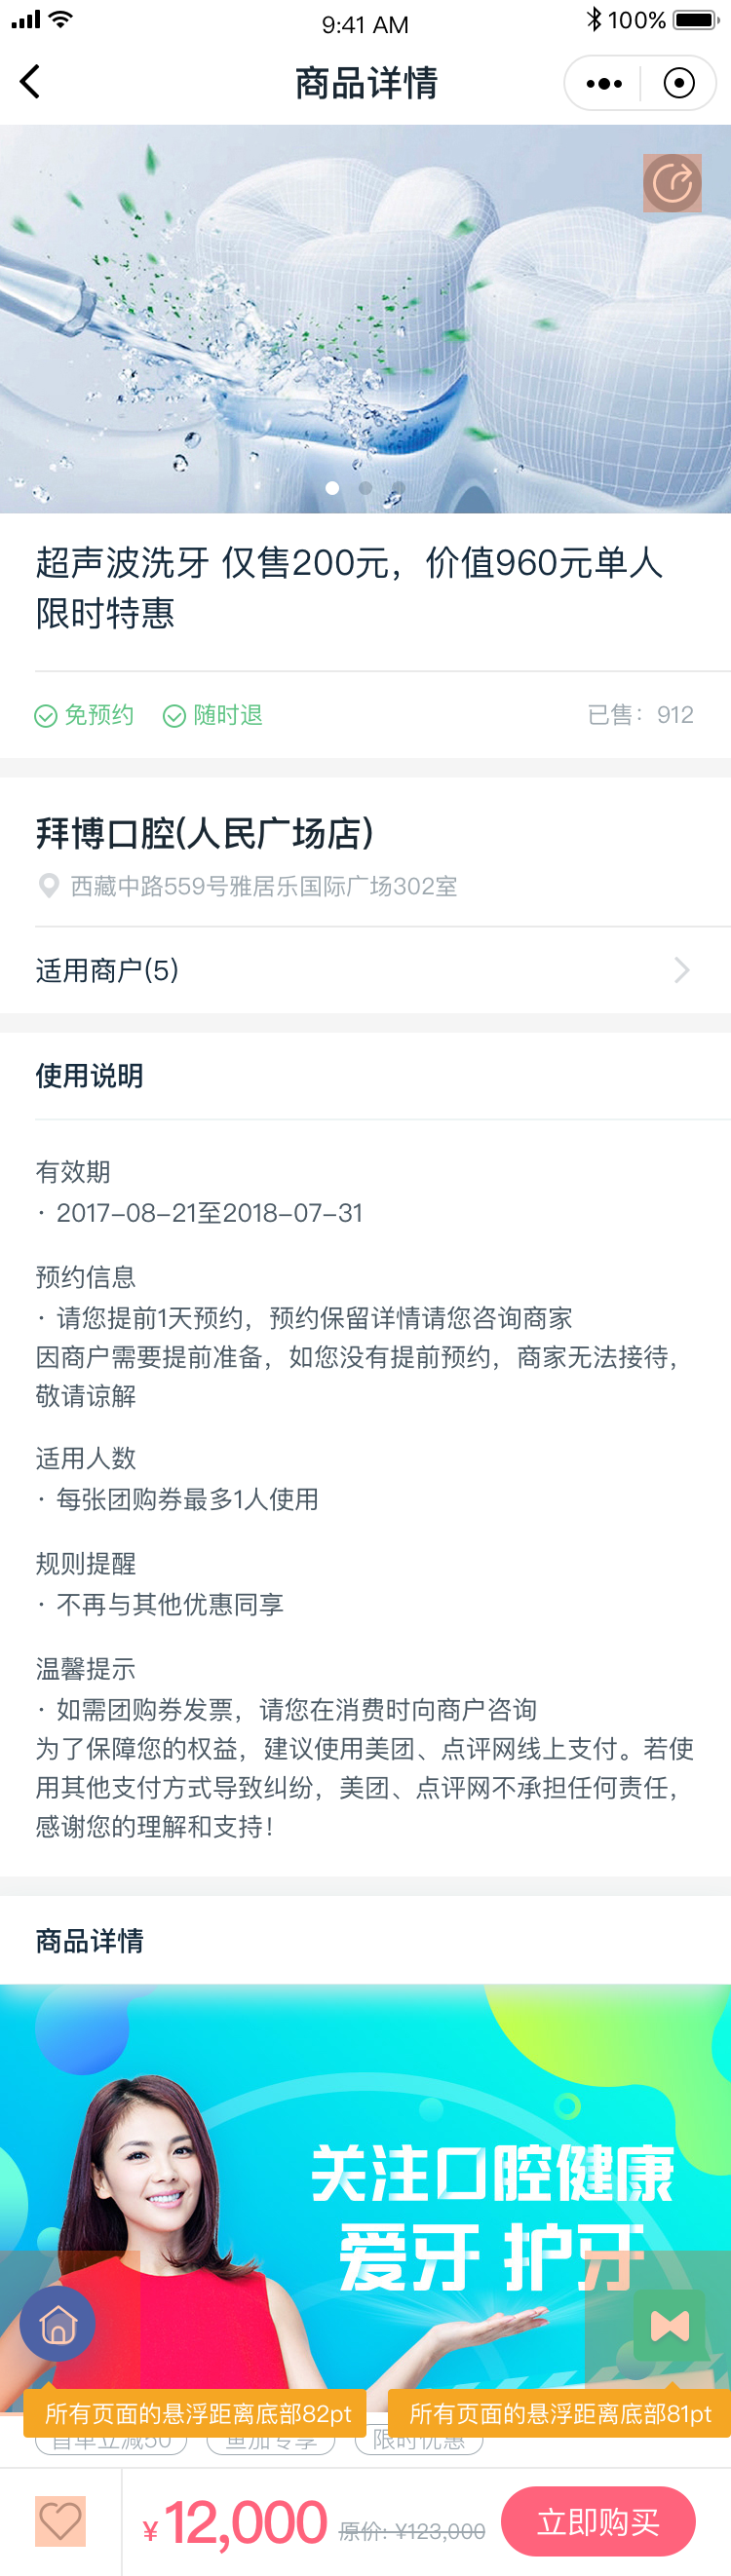 9:41 AM
100%
商品详情
超声波洗牙 仅售200元，价值960元单人
限时特惠
免预约 随时退 已售：912
拜博口腔(人民广场店)
西藏中路559号雅居乐国际广场302室
适用商户(5)
使用说明
有效期
· 2017-08-21至2018-07-31
预约信息
· 请您提前1天预约，预约保留详情请您咨询商家
因商户需要提前准备，如您没有提前预约，商家无法接待，
敬请谅解
适用人数
· 每张团购券最多1人使用
规则提醒
· 不再与其他优惠同享
温馨提示
· 如需团购券发票，请您在消费时向商户咨询
为了保障您的权益，建议使用美团、点评网线上支付。若使
用其他支付方式导致纠纷，美团、点评网不承担任何责任，
感谢您的理解和支持！
商品详情
关注口腔健康
爱牙 护牙
所有页面的悬浮距离底部82pt 所有页面的悬浮距离底部81pt
首单立减50 鱼加专享 限时优惠
¥12,000 原价: ¥123,000 立即购买